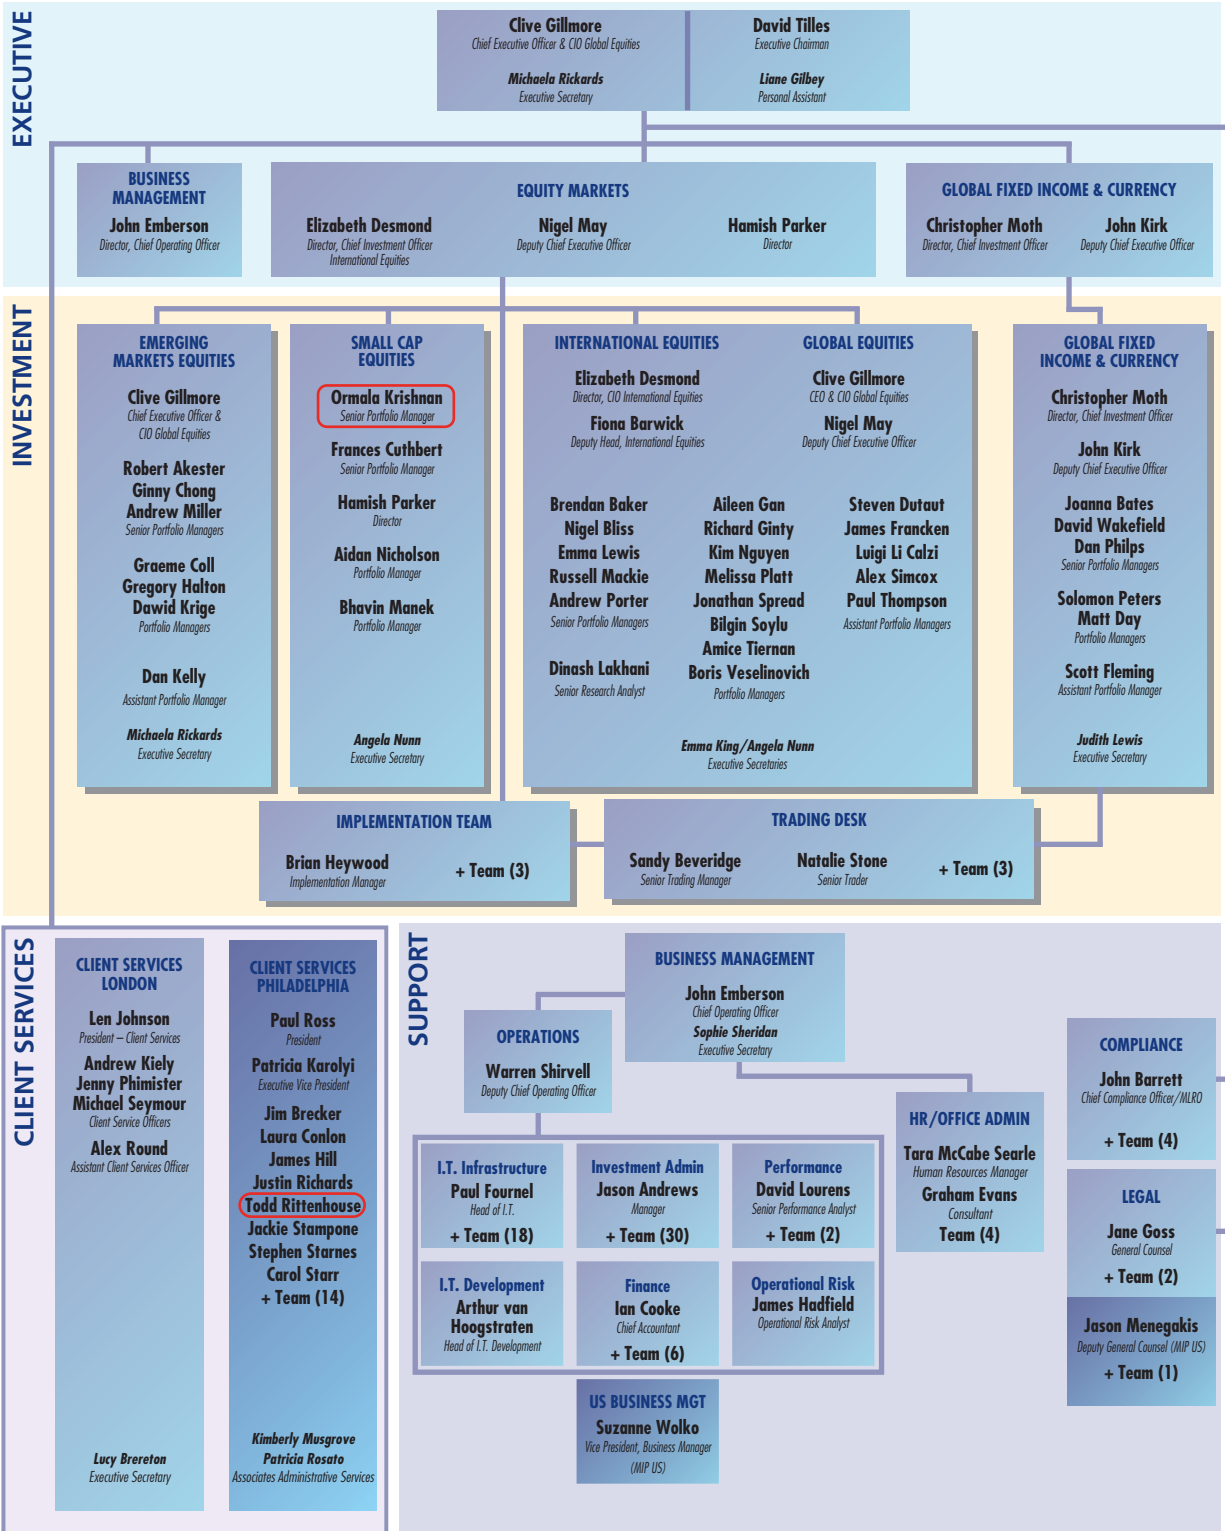 EXECUTIVE
Clive Gillmore
Chief Executive Officer & CIO Global Equities
Michaela Rickards
Executive Secretary
David Tilles
Executive Chairman
Liane Gilbey
Personal Assistant
BUSINESS
MANAGEMENT
John Emberson
Director, Chief Operating Officer
EQUITY MARKETS
Elizabeth Desmond
Director, Chief Investment Officer
International Equities
Nigel May
Deputy Chief Executive Officer
Hamish Parker
Director
GLOBAL FIXED INCOME & CURRENCY
Christopher Moth
Director, Chief Investment Officer
John Kirk
Deputy Chief Executive Officer
INVESTMENT
EMERGING
MARKETS EQUITIES
Clive Gillmore
Chief Executive Officer &
CIO Global Equities
Robert Akester
Ginny Chong
Andrew Miller
Senior Portfolio Managers
Graeme Coll
Gregory Halton
Dawid Krige
Portfolio Managers
Dan Kelly
Assistant Portfolio Manager
Michaela Rickards
Executive Secretary
SMALL CAP
EQUITIES
Ormala Krishnan
Senior Portfolio Manager
Frances Cuthbert
Senior Portfolio Manager
Hamish Parker
Director
Aidan Nicholson
Portfolio Manager
Bhavin Manek
Portfolio Manager
Angela Nunn
Executive Secretary
INTERNATIONAL EQUITIES
Elizabeth Desmond
Director, CIO International Equities
Fiona Barwick
Deputy Head, International Equities
GLOBAL EQUITIES
Clive Gillmore
CEO & CIO Global Equities
Nigel May
Deputy Chief Executive Officer
Brendan Baker
Nigel Bliss
Emma Lewis
Russell Mackie
Andrew Porter
Senior Portfolio Managers
Dinash Lakhani
Senior Research Analyst
Aileen Gan
Richard Ginty
Kim Nguyen
Melissa Platt
Jonathan Spread
Bilgin Soylu
Amice Tiernan
Boris Veselinovich
Portfolio Managers
Steven Dutaut
James Francken
Luigi Li Calzi
Alex Simcox
Paul Thompson
Assistant Portfolio Managers
Emma King/Angela Nunn
Executive Secretaries
GLOBAL FIXED
INCOME & CURRENCY
Christopher Moth
Director, Chief Investment Officer
John Kirk
Deputy Chief Executive Officer
Joanna Bates
David Wakefield
Dan Philps
Senior Portfolio Managers
Solomon Peters
Matt Day
Portfolio Managers
Scott Fleming
Assistant Portfolio Manager
Judith Lewis
Executive Secretary
IMPLEMENTATION TEAM
Brian Heywood
Implementation Manager
+ Team (3)
TRADING DESK
Sandy Beveridge
Senior Trading Manager
Natalie Stone
Senior Trader
+ Team (3)
CLIENT SERVICES
CLIENT SERVICES
LONDON
Len Johnson
President – Client Services
Andrew Kiely
Jenny Phimister
Michael Seymour
Client Service Officers
Alex Round
Assistant Client Services Officer
Lucy Brereton
Executive Secretary
CLIENT SERVICES
PHILADELPHIA
Paul Ross
President
Patricia Karolyi
Executive Vice President
Jim Brecker
Laura Conlon
James Hill
Justin Richards
Todd Rittenhouse
Jackie Stampone
Stephen Starnes
Carol Starr
+ Team (14)
Kimberly Musgrove
Patricia Rosato
Associates Administrative Services
SUPPORT
BUSINESS MANAGEMENT
John Emberson
Chief Operating Officer
Sophie Sheridan
Executive Secretary
OPERATIONS
Warren Shirvell
Deputy Chief Operating Officer
HR/OFFICE ADMIN
Tara McCabe Searle
Human Resources Manager
Graham Evans
Consultant
Team (4)
COMPLIANCE
John Barrett
Chief Compliance Officer/MLRO
+ Team (4)
LEGAL
Jane Goss
General Counsel
+ Team (2)
Jason Menegakis
Deputy General Counsel (MIP US)
+ Team (1)
I.T. Infrastructure
Paul Fournel
Head of I.T.
+ Team (18)
Investment Admin
Jason Andrews
Manager
+ Team (30)
Performance
David Lourens
Senior Performance Analyst
+ Team (2)
I.T. Development
Arthur van
Hoogstraten
Head of I.T. Development
Finance
Ian Cooke
Chief Accountant
+ Team (6)
Operational Risk
James Hadfield
Operational Risk Analyst
US BUSINESS MGT
Suzanne Wolko
Vice President, Business Manager
(MIP US)